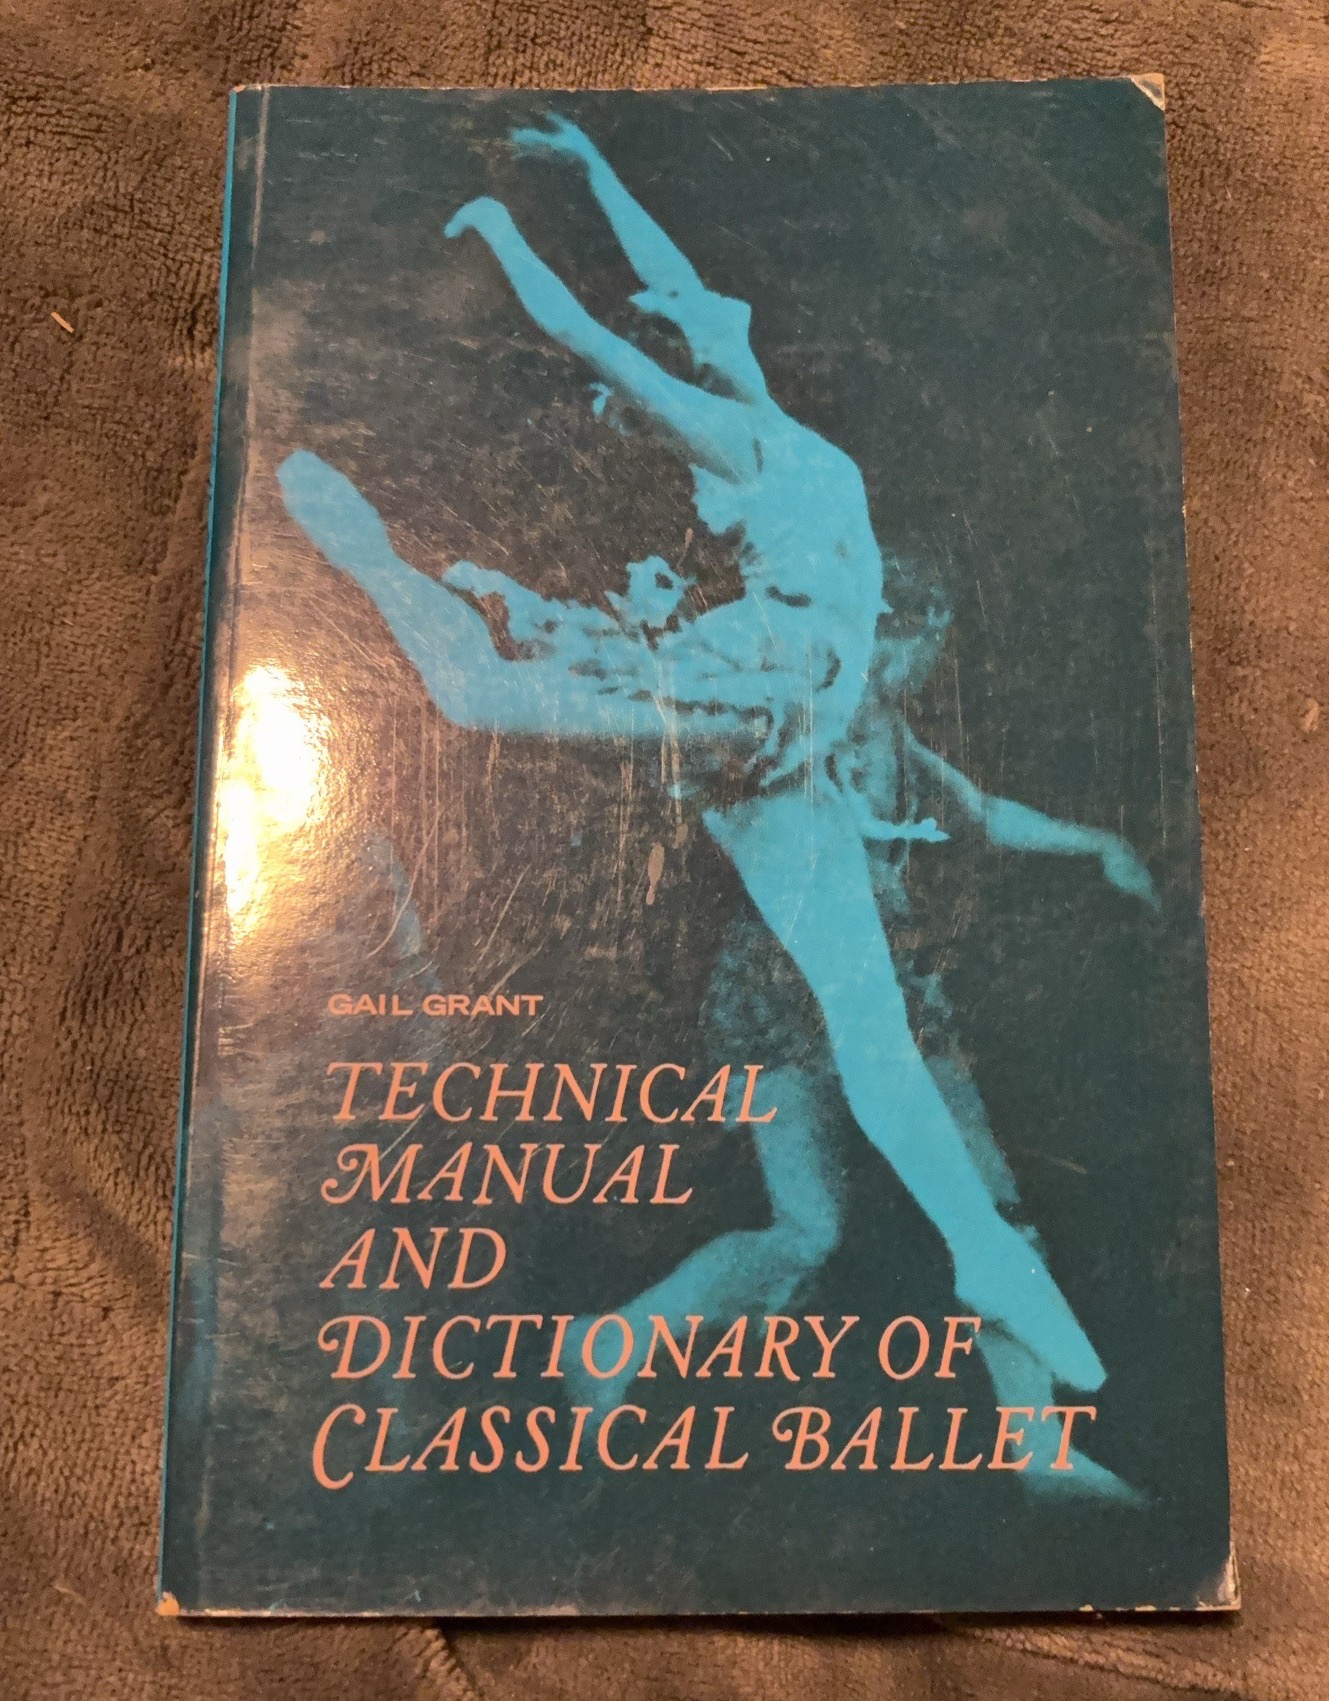 GAIL GRANT
TECHNICAL
MANUAL
AND
DICTIONARY OF
CLASSICAL BALLET